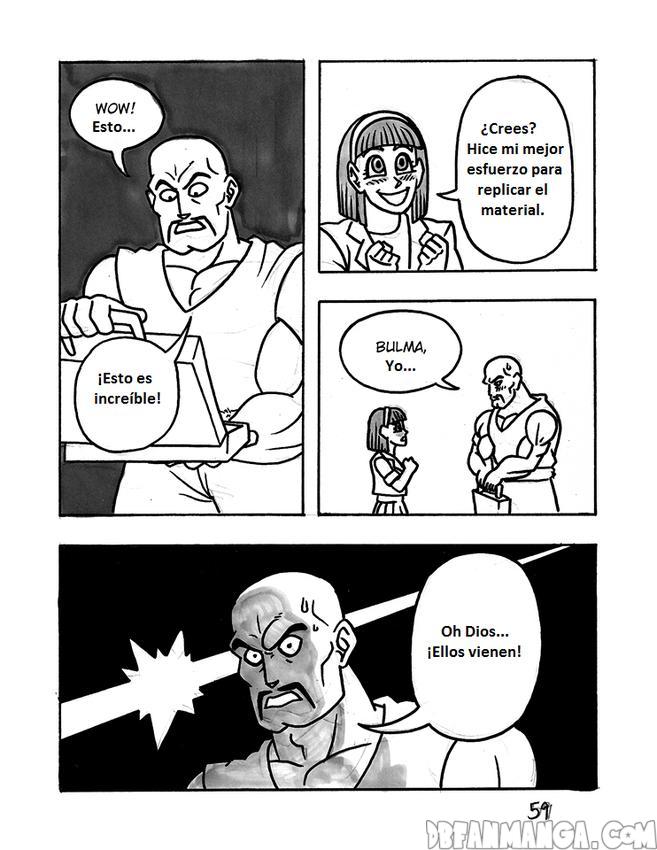 WOW!
Esto...
¡Esto es
increíble!
¿Crees?
Hice mi mejor
esfuerzo para
replicar el
material.
BULMA,
Yo...
Oh Dios...
¡Ellos vienen!
59
DBFANMANGA.COM